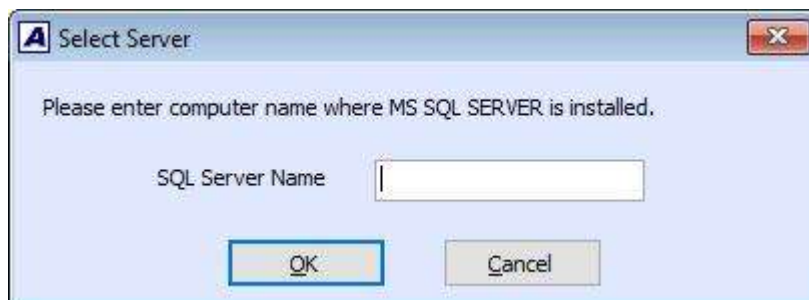 A Select Server
Please enter computer name where MS SQL SERVER is installed.
SQL Server Name
OK
Cancel